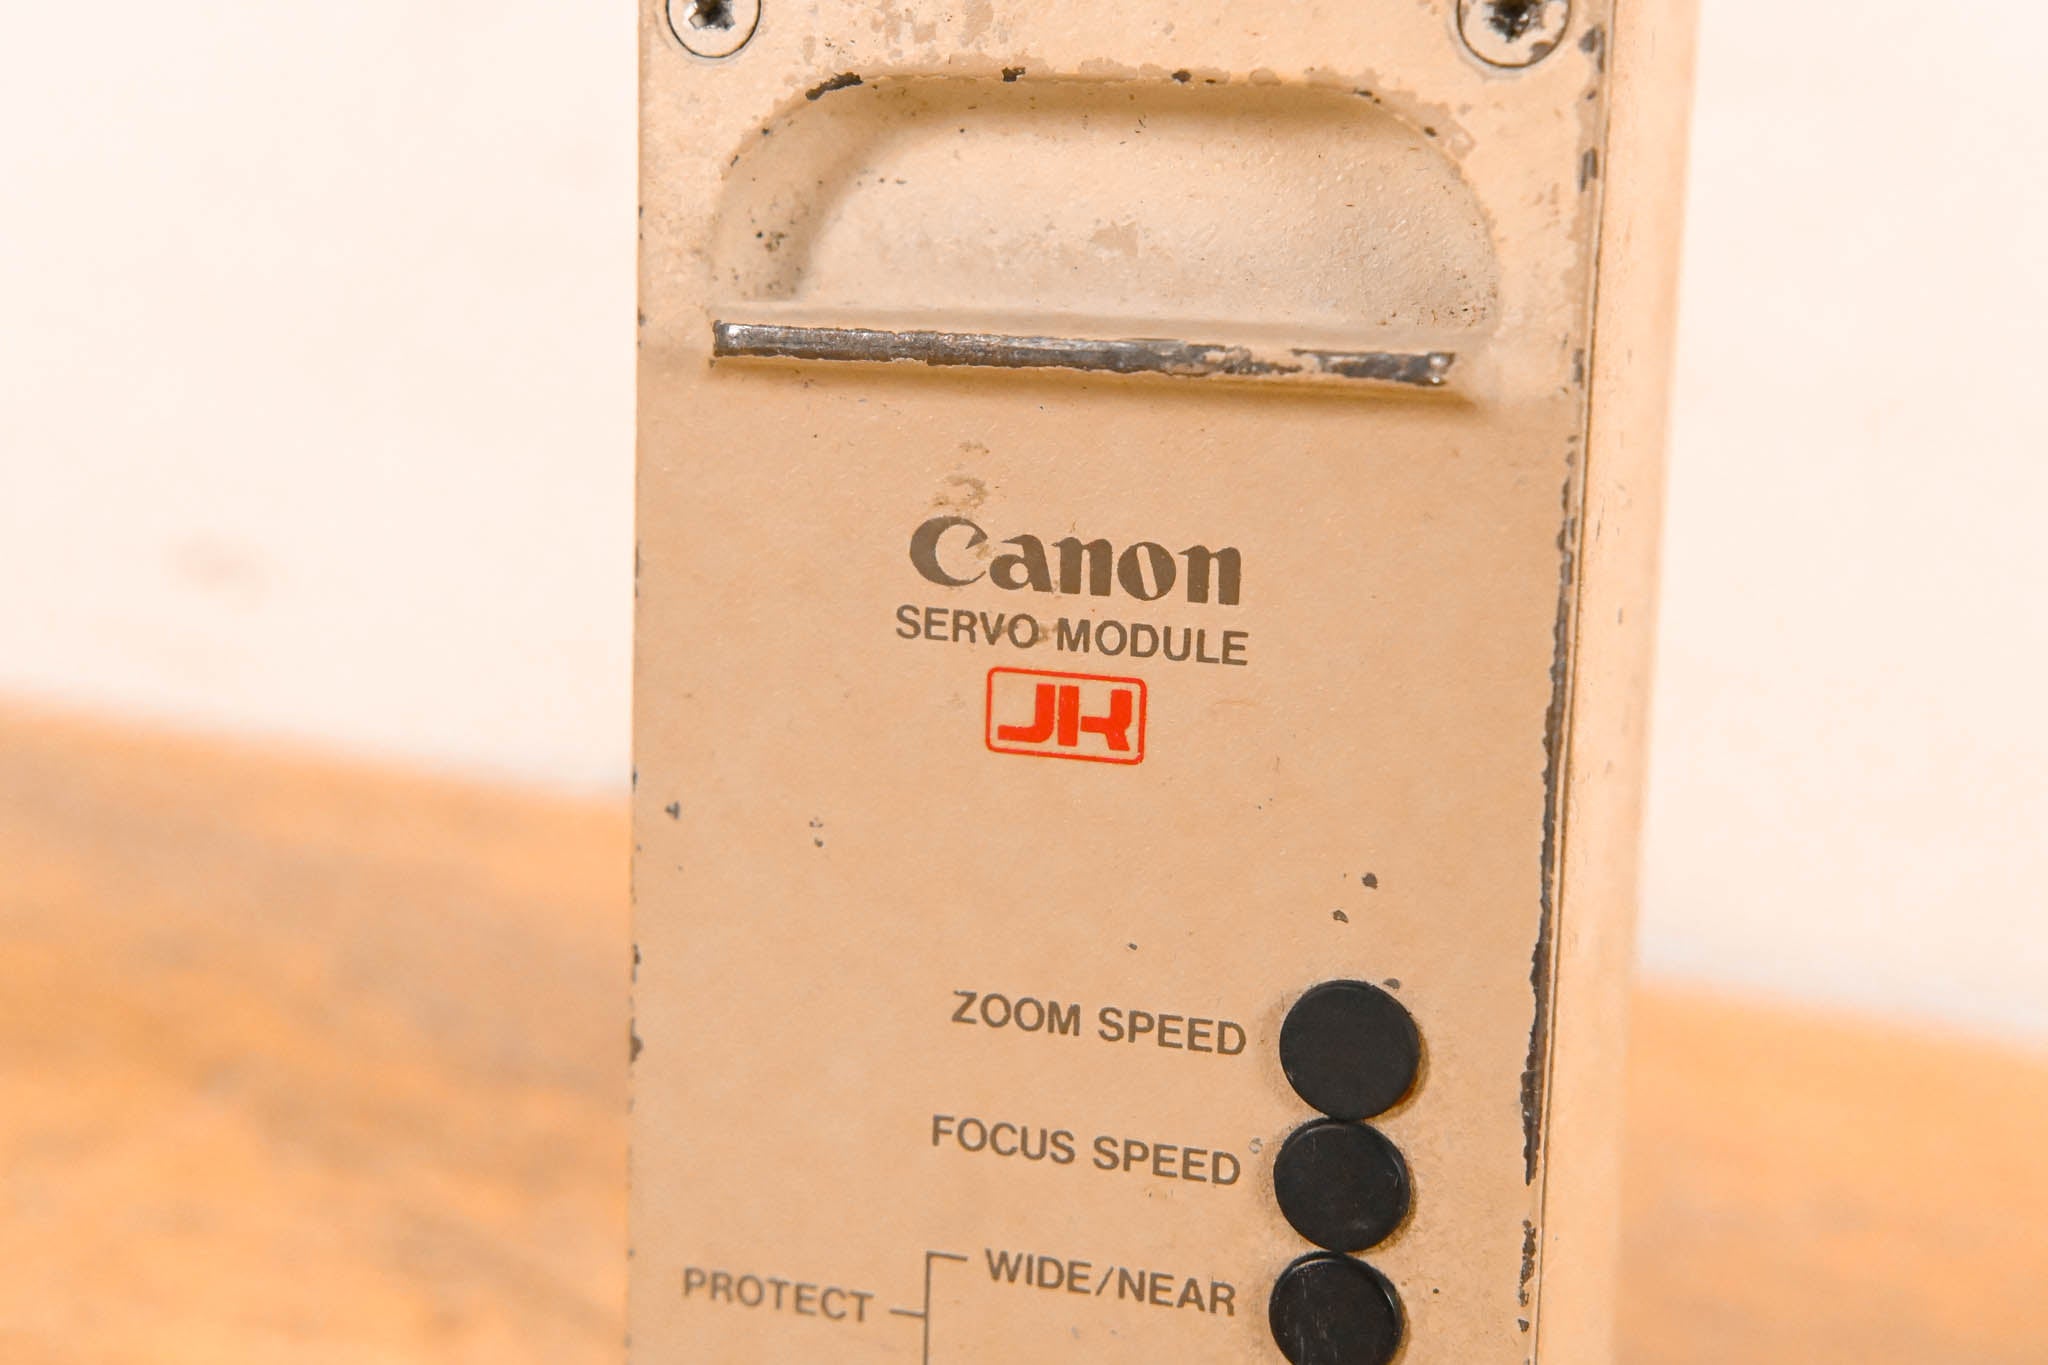 Canon
SERVO MODULE
JK
ZOOM SPEED
FOCUS SPEED
PROTECT
WIDE/NEAR